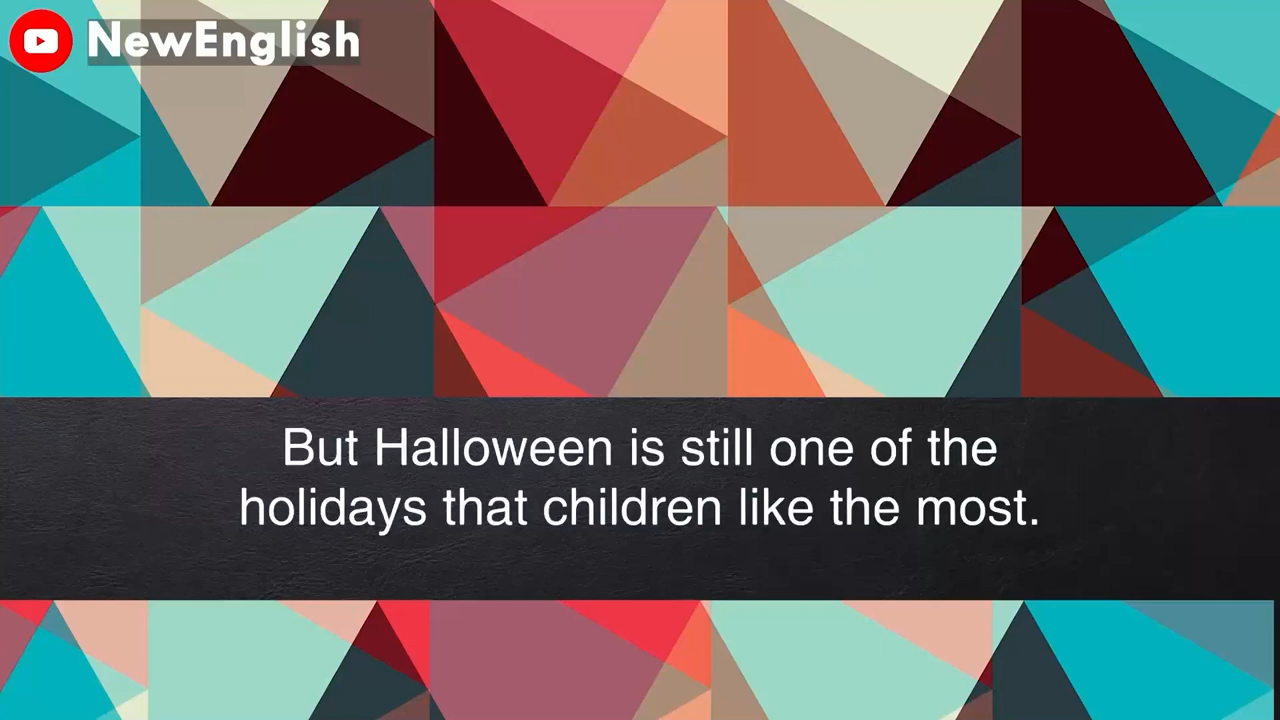 NewEnglish
But Halloween is still one of the
holidays that children like the most.